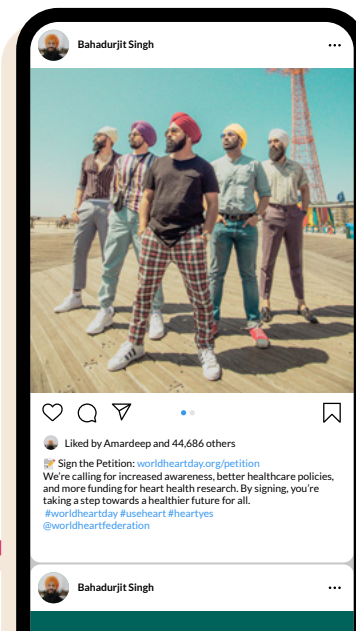 Bahadurjit Singh
Liked by Amardeep and 44,686 others
📝 Sign the Petition: worldheartday.org/petition
We're calling for increased awareness, better healthcare policies,
and more funding for heart health research. By signing, you're
taking a step towards a healthier future for all.
#worldheartday #useheart #heartyes
@worldheartfederation
Bahadurjit Singh